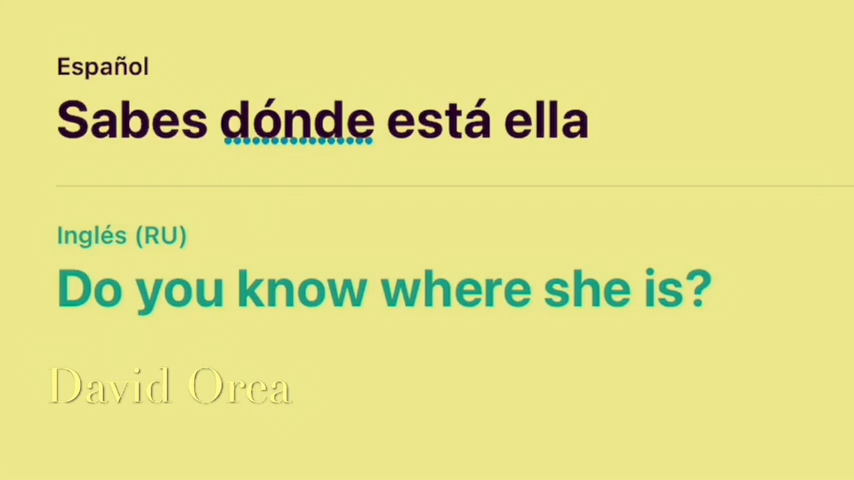 Español
Sabes dónde está ella
Inglés (RU)
Do you know where she is?
David Orea